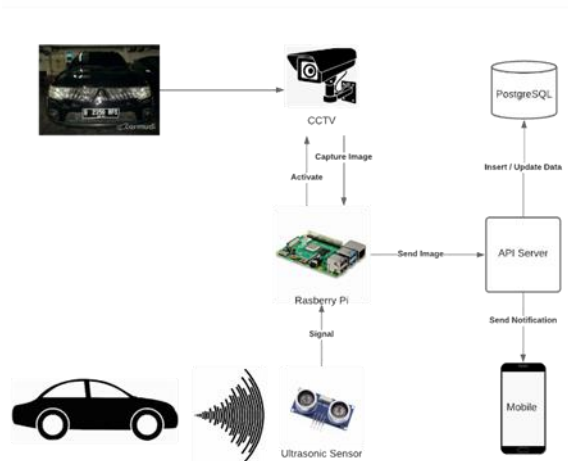 CCTV
PostgreSQL
Capture Image
Activate
Insert / Update Data
Send Image
API Server
Rasberry Pi
Signal
Send Notification
Mobile
Ultrasonic Sensor